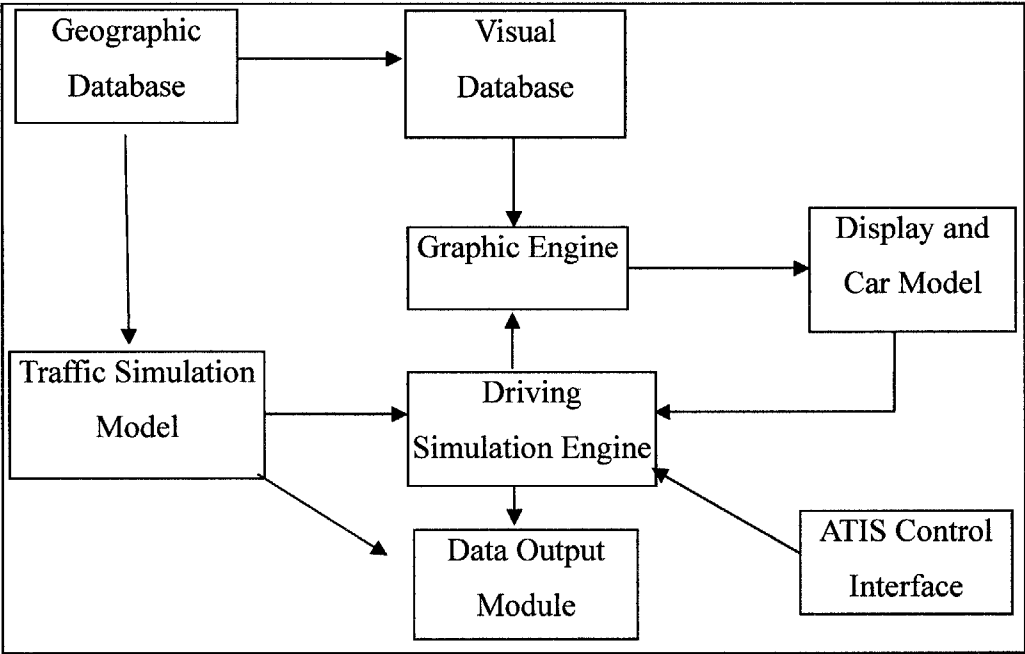 Geographic
Database
Visual
Database
Graphic Engine
Display and
Car Model
Traffic Simulation
Model
Driving
Simulation Engine
Data Output
Module
ATIS Control
Interface